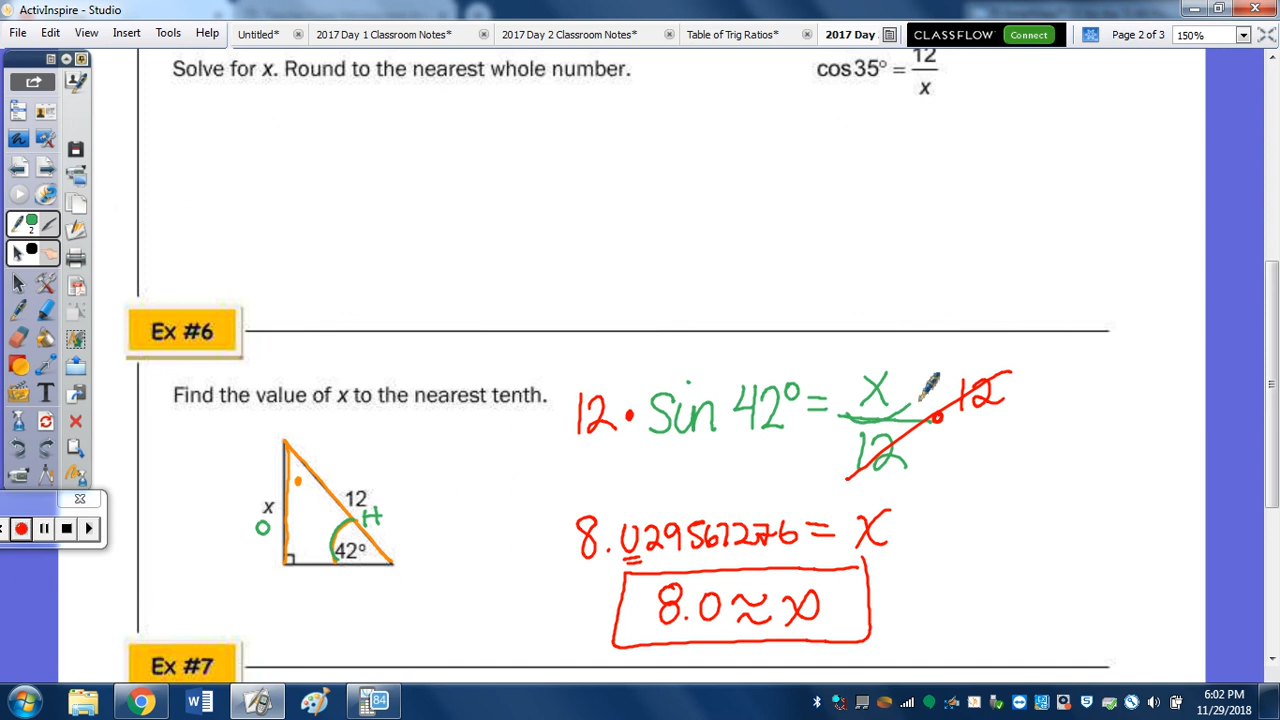 ActivInspire - Studio
File Edit View Insert Tools Help Untitled* 2017 Day 1 Classroom Notes* 2017 Day 2 Classroom Notes* Table of Trig Ratios* 2017 Day CLASSFLOW Connect Page 2 of 3 150%
Solve for x. Round to the nearest whole number. cos 35° = 12/x
2
Ex #6
Find the value of x to the nearest tenth.
12 • sin 42° = x/12 • 12
x
O
12
H
42°
8.029567276 = x
8.0 ≈ x
Ex #7
84
6:02 PM
11/29/2018